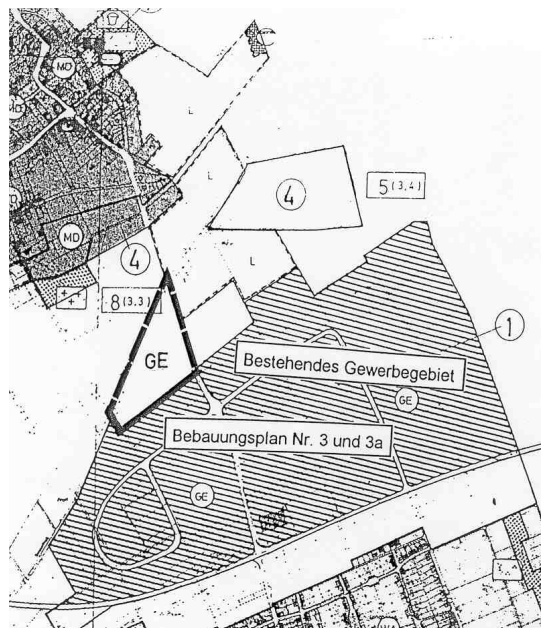 MD
L
L
4
5 (3,4)
MD
4
L
8 (3,3)
1
GE
Bestehendes Gewerbegebiet
GE
Bebauungsplan Nr. 3 und 3a
GE